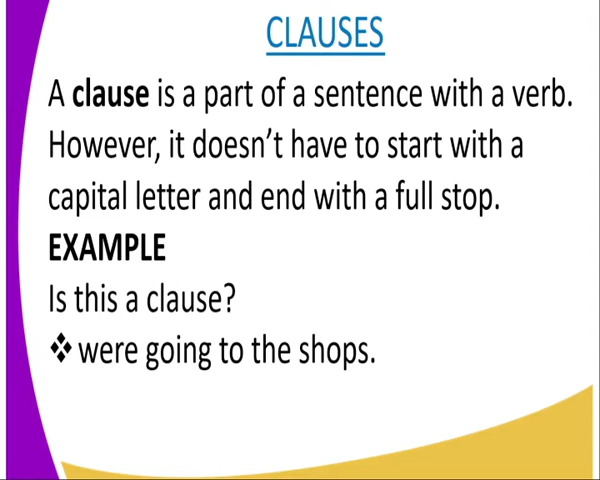 CLAUSES
A clause is a part of a sentence with a verb.
However, it doesn’t have to start with a
capital letter and end with a full stop.
EXAMPLE
Is this a clause?
❖ were going to the shops.